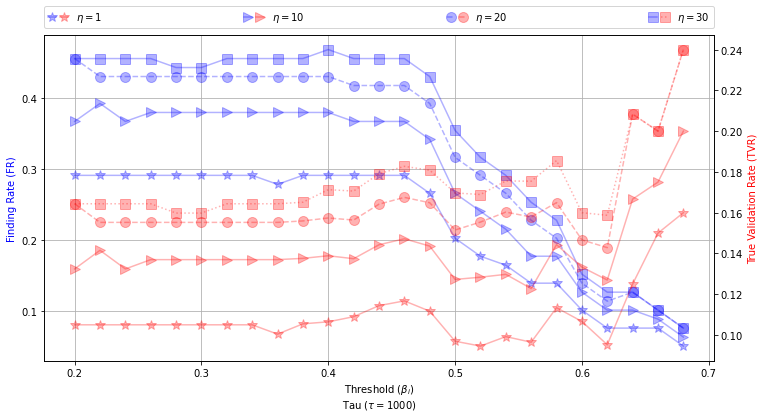 η = 1 η = 10 η = 20 η = 30
0.4
0.3
0.2
0.1
Finding Rate (FR)
0.24
0.22
0.20
0.18
0.16
0.14
0.12
0.10
True Validation Rate (TVR)
0.2 0.3 0.4 0.5 0.6 0.7
Threshold (βₗ)
Tau (τ = 1000)